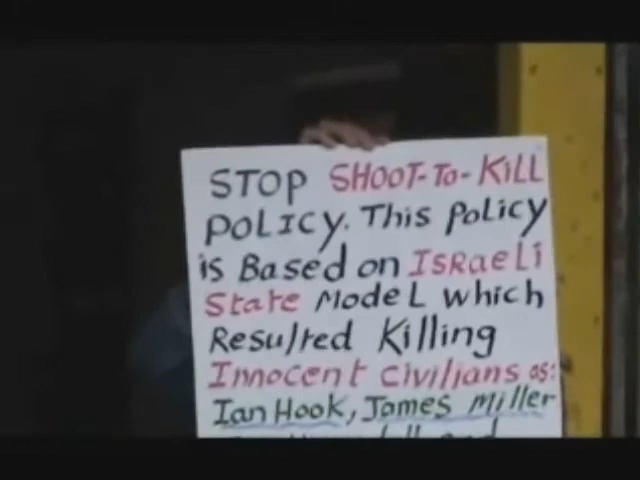 STOP SHOOT-TO-KILL
POLICY. This Policy
is Based on ISRaeLi
State Model which
Resulted Killing
Innocent civilians as:
Ian Hook, James Miller
and